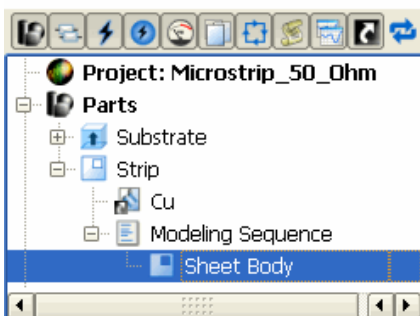 Project: Microstrip_50_Ohm
Parts
Substrate
Strip
Cu
Modeling Sequence
Sheet Body